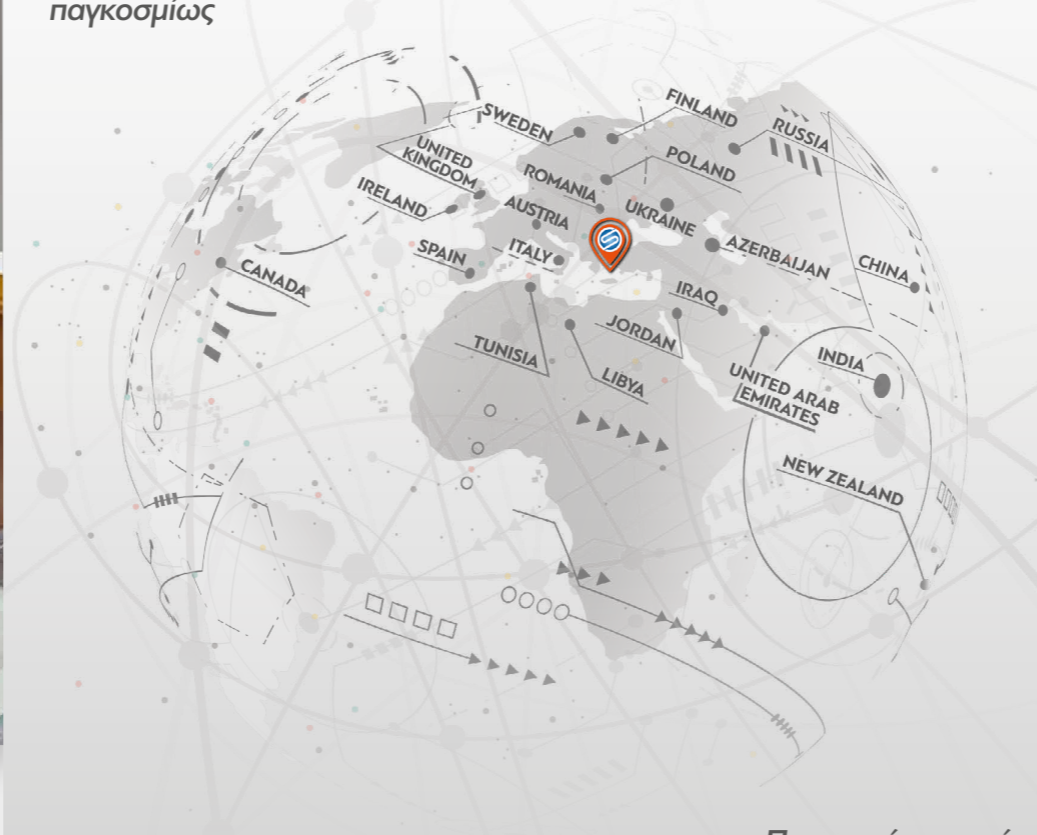 παγκοσμίως
FINLAND
SWEDEN
RUSSIA
UNITED
KINGDOM
POLAND
ROMANIA
IRELAND
AUSTRIA
UKRAINE
SPAIN
ITALY
AZERBAIJAN
CHINA
CANADA
IRAQ
JORDAN
TUNISIA
INDIA
LIBYA
UNITED ARAB
EMIRATES
NEW ZEALAND